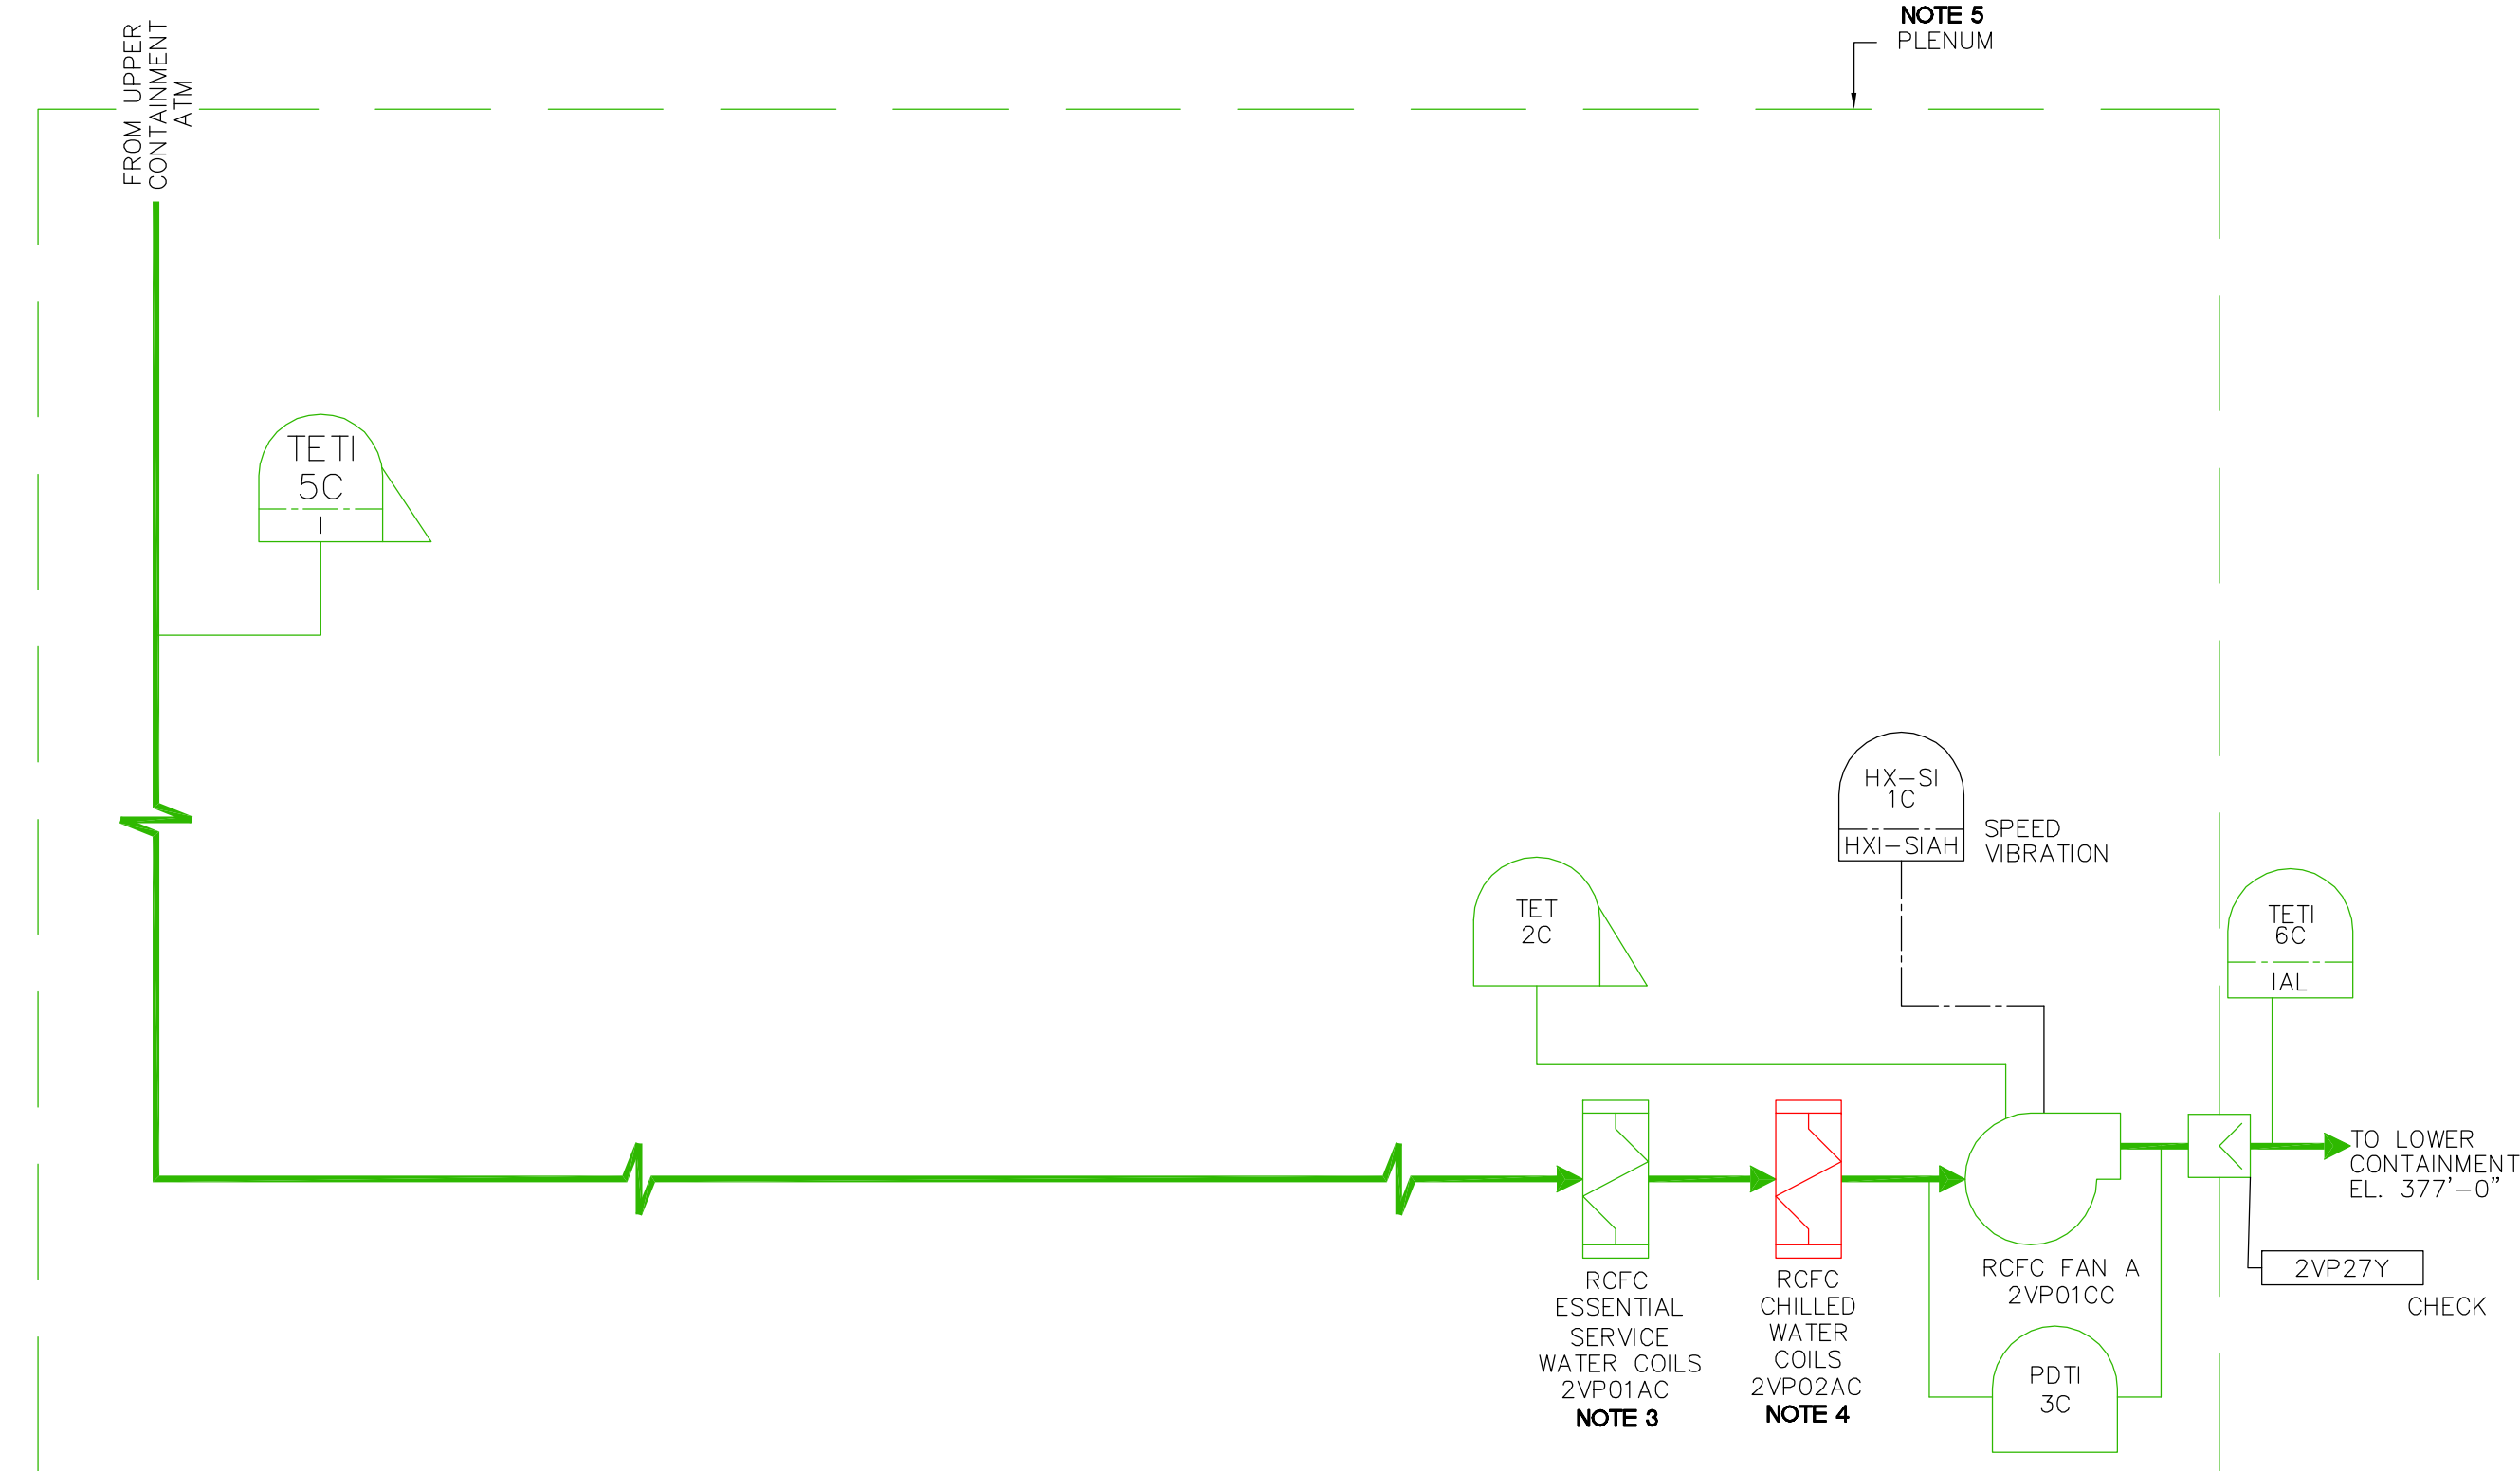 NOTE 5
PLENUM
FROM UPPER
CONTAINMENT
ATM
TETI
5C
I
HX-SI
1C
HXI-SIAH
SPEED
VIBRATION
TET
2C
TETI
6C
IAL
TO LOWER
CONTAINMENT
EL. 377'-0"
2VP27Y
CHECK
RCFC
ESSENTIAL
SERVICE
WATER COILS
2VP01AC
NOTE 3
RCFC
CHILLED
WATER
COILS
2VP02AC
NOTE 4
RCFC FAN A
2VP01CC
PDTI
3C